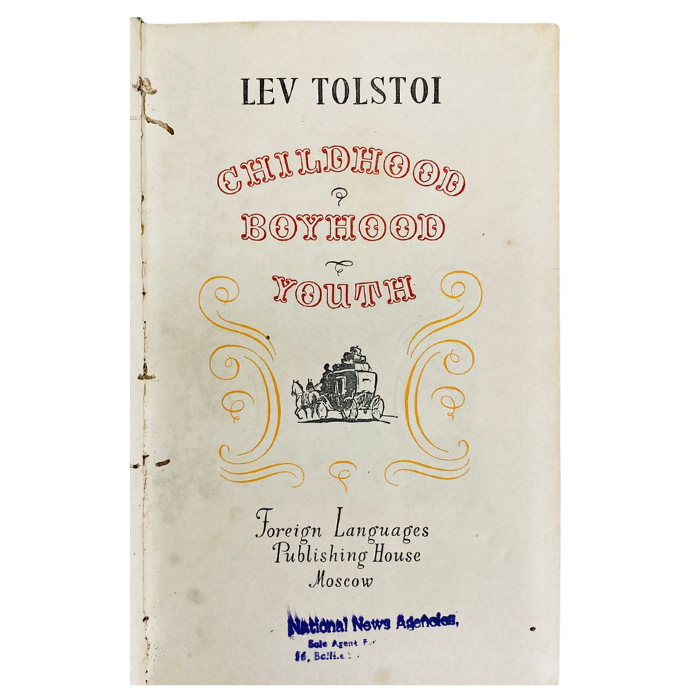 LEV TOLSTOI
CHILDHOOD
BOYHOOD
YOUTH
Foreign Languages
Publishing House
Moscow
National News Agencies,
Sole Agent